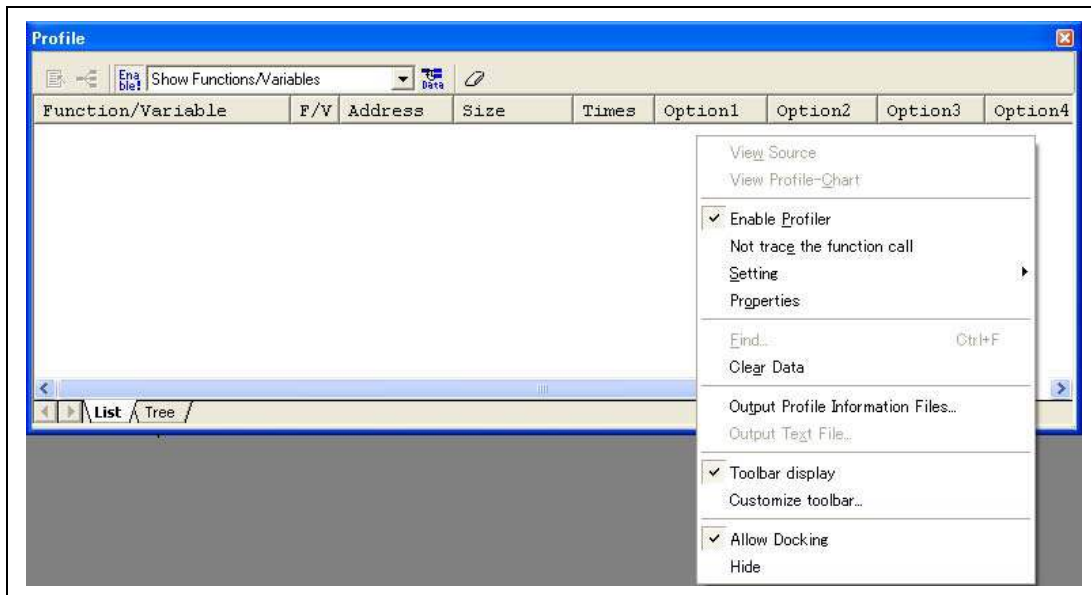 Profile
Ena
ble!
Show Functions/Variables
Data
Function/Variable F/V Address Size Times Option1 Option2 Option3 Option4
View Source
View Profile-Chart
Enable Profiler
Not trace the function call
Setting
Properties
Find... Ctrl+F
Clear Data
Output Profile Information Files...
Output Text File...
Toolbar display
Customize toolbar...
Allow Docking
Hide
List Tree